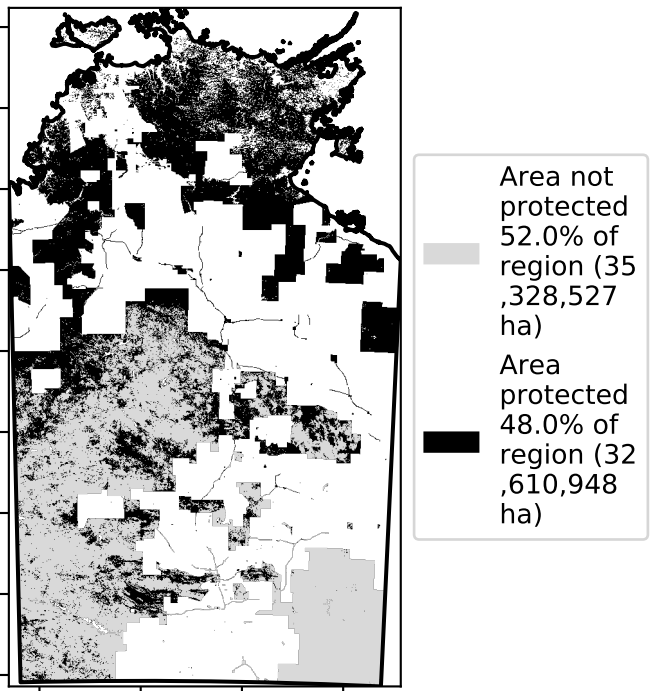 Area not
protected
52.0% of
region (35
,328,527
ha)
Area
protected
48.0% of
region (32
,610,948
ha)